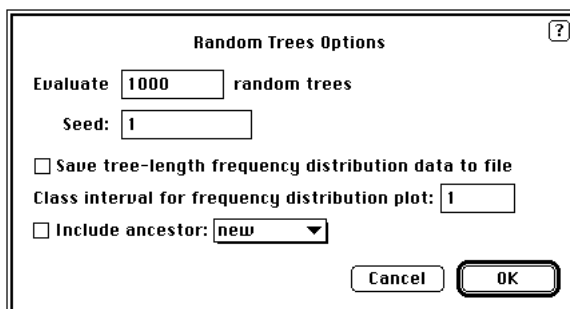 ?
Random Trees Options
Evaluate 1000 random trees
Seed: 1
Save tree-length frequency distribution data to file
Class interval for frequency distribution plot: 1
Include ancestor: new
Cancel OK